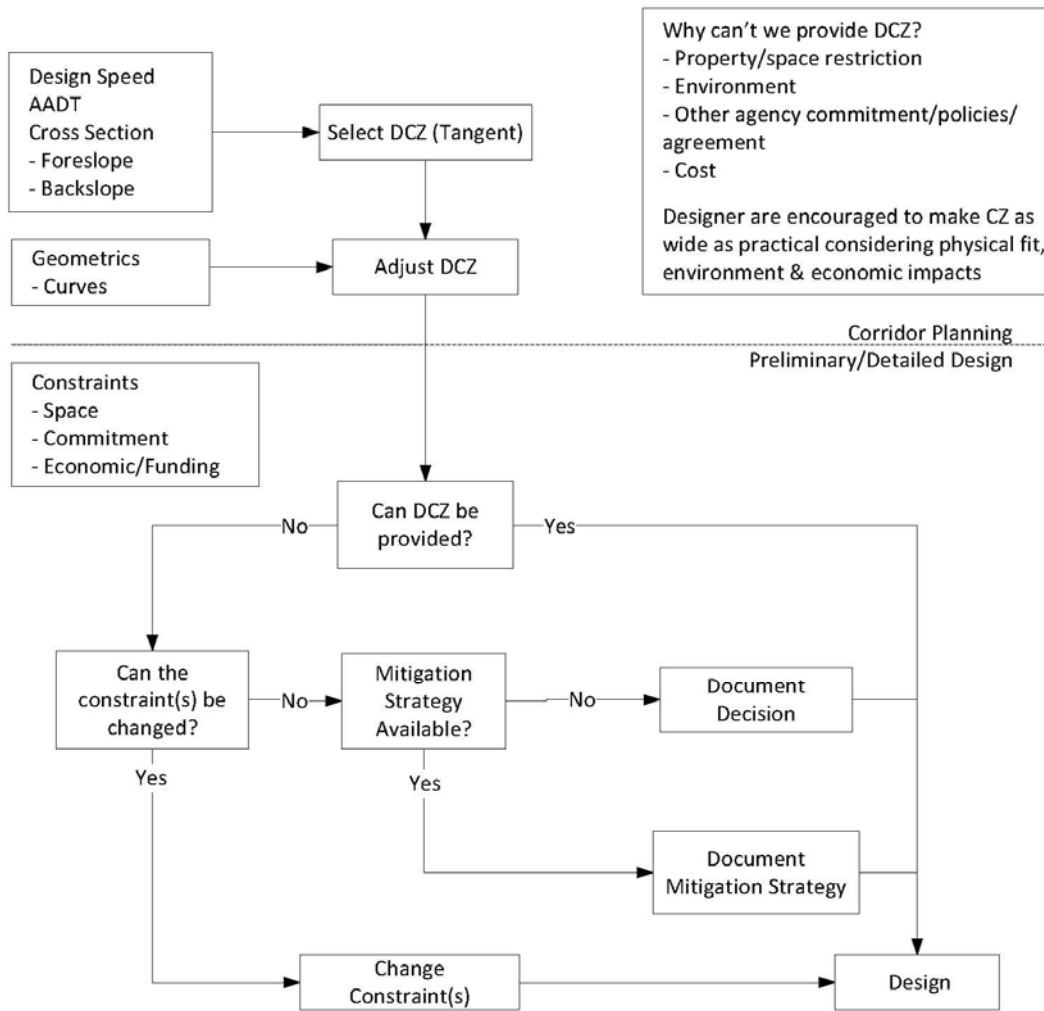 Design Speed
AADT
Cross Section
- Foreslope
- Backslope
Select DCZ (Tangent)
Why can't we provide DCZ?
- Property/space restriction
- Environment
- Other agency commitment/policies/
agreement
- Cost
Designer are encouraged to make CZ as
wide as practical considering physical fit,
environment & economic impacts
Geometrics
- Curves
Adjust DCZ
Corridor Planning
Preliminary/Detailed Design
Constraints
- Space
- Commitment
- Economic/Funding
Can DCZ be
provided?
No
Yes
Can the
constraint(s) be
changed?
No
Mitigation
Strategy
Available?
No
Document
Decision
Yes
Yes
Document
Mitigation Strategy
Change
Constraint(s)
Design